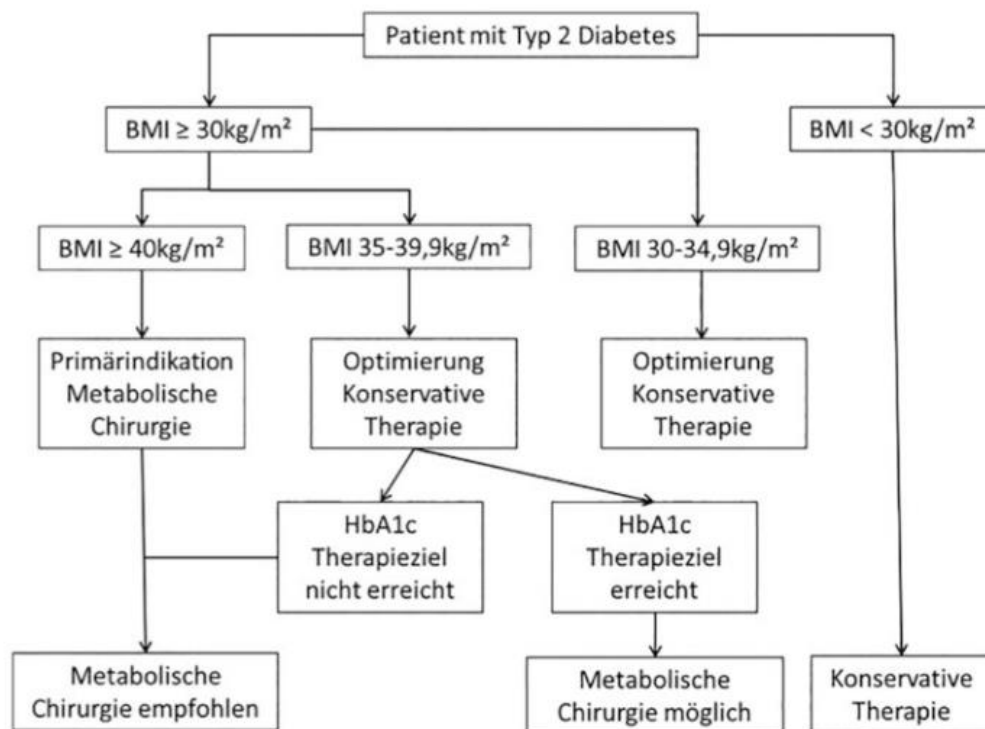 Patient mit Typ 2 Diabetes
BMI ≥ 30kg/m²
BMI < 30kg/m²
BMI ≥ 40kg/m²
BMI 35-39,9kg/m²
BMI 30-34,9kg/m²
Primärindikation
Metabolische
Chirurgie
Optimierung
Konservative
Therapie
Optimierung
Konservative
Therapie
HbA1c
Therapieziel
nicht erreicht
HbA1c
Therapieziel
erreicht
Metabolische
Chirurgie empfohlen
Metabolische
Chirurgie möglich
Konservative
Therapie